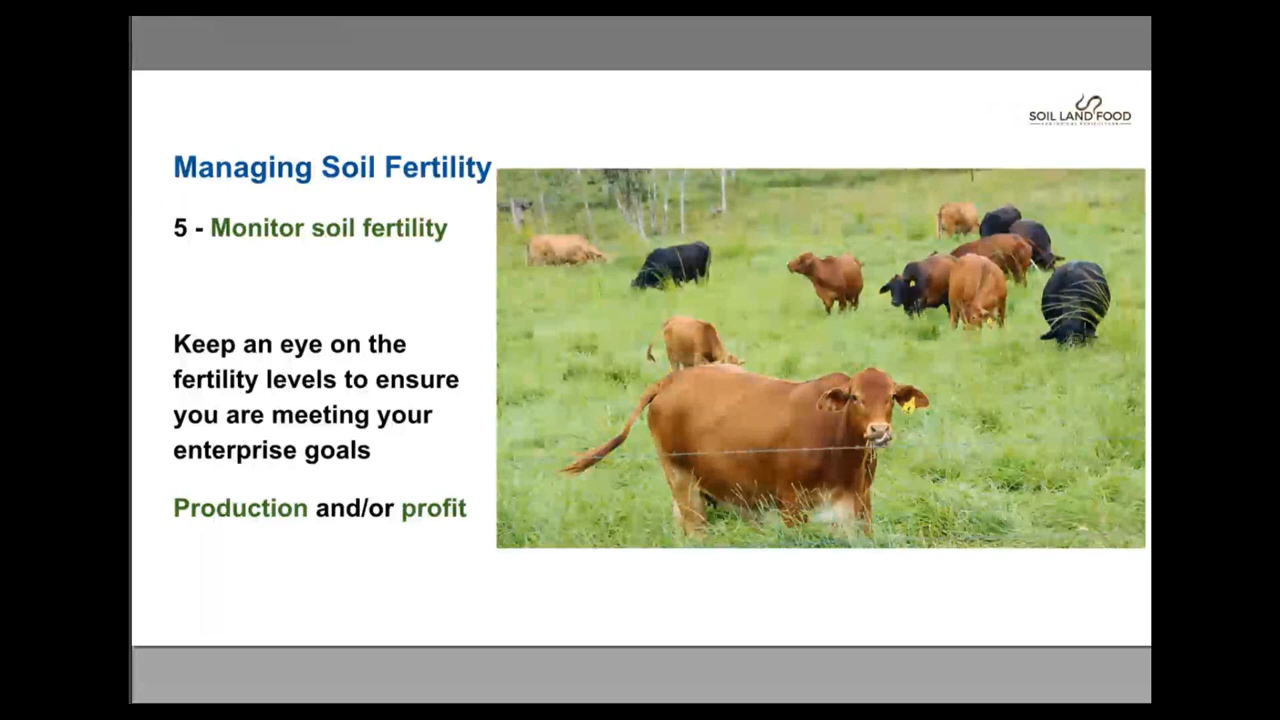 SOIL LAND FOOD
Managing Soil Fertility
5 - Monitor soil fertility
Keep an eye on the
fertility levels to ensure
you are meeting your
enterprise goals
Production and/or profit